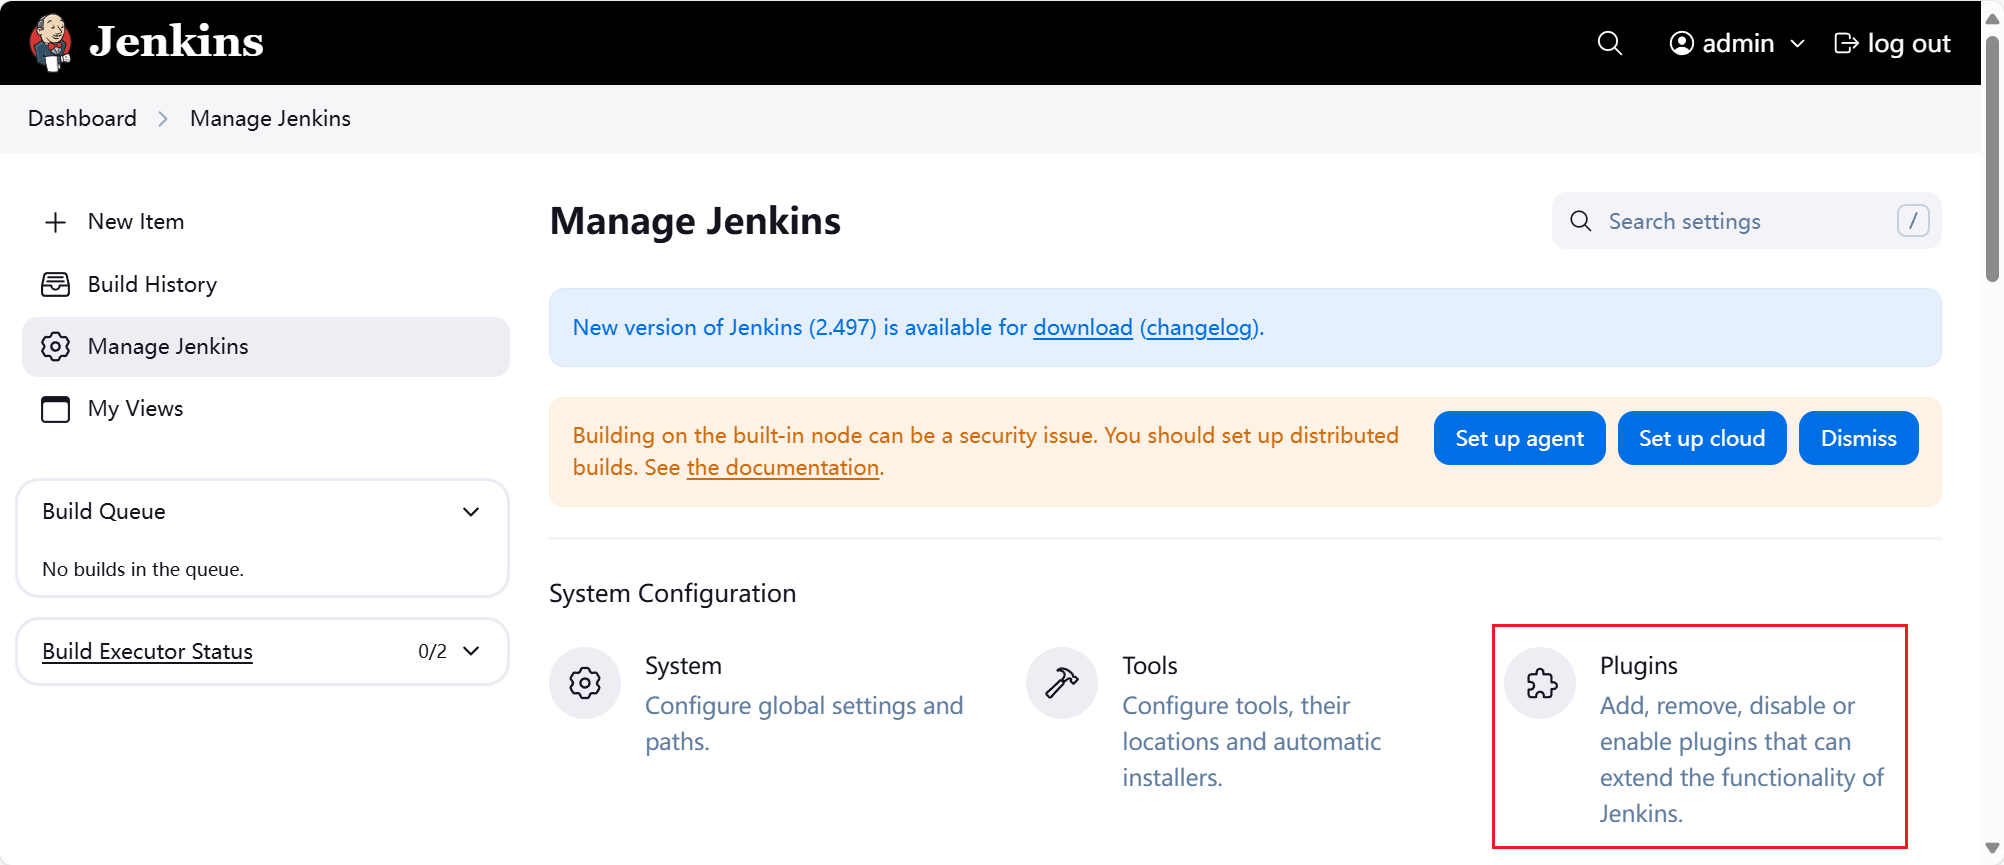 Jenkins
admin
log out
Dashboard
Manage Jenkins
New Item
Build History
Manage Jenkins
My Views
Build Queue
No builds in the queue.
Build Executor Status
0/2
Manage Jenkins
Search settings
/
New version of Jenkins (2.497) is available for download (changelog).
Building on the built-in node can be a security issue. You should set up distributed
builds. See the documentation.
Set up agent
Set up cloud
Dismiss
System Configuration
System
Configure global settings and
paths.
Tools
Configure tools, their
locations and automatic
installers.
Plugins
Add, remove, disable or
enable plugins that can
extend the functionality of
Jenkins.